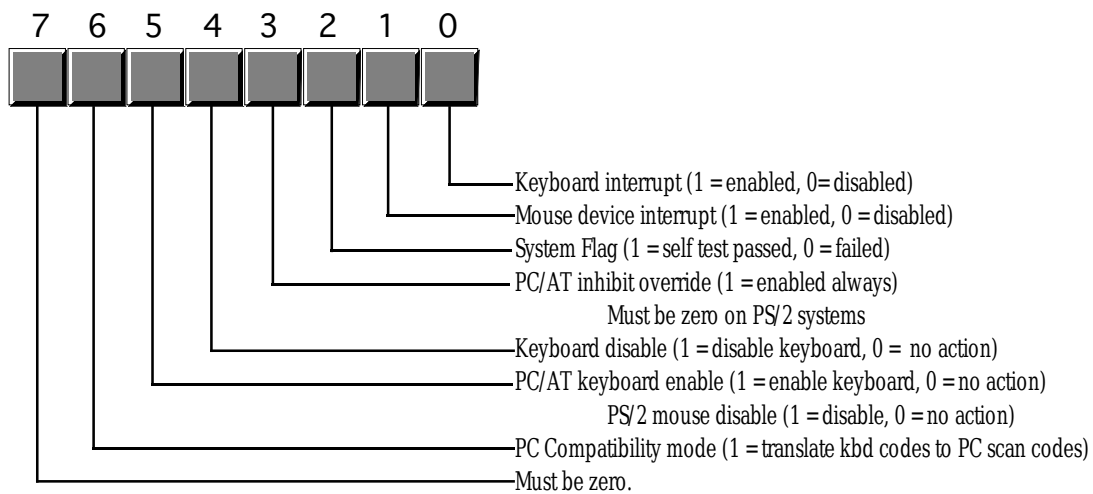 7 6 5 4 3 2 1 0
Keyboard interrupt (1 = enabled, 0= disabled)
Mouse device interrupt (1 = enabled, 0 = disabled)
System Flag (1 = self test passed, 0 = failed)
PC/AT inhibit override (1 = enabled always)
Must be zero on PS/2 systems
Keyboard disable (1 = disable keyboard, 0 = no action)
PC/AT keyboard enable (1 = enable keyboard, 0 = no action)
PS/2 mouse disable (1 = disable, 0 = no action)
PC Compatibility mode (1 = translate kbd codes to PC scan codes)
Must be zero.